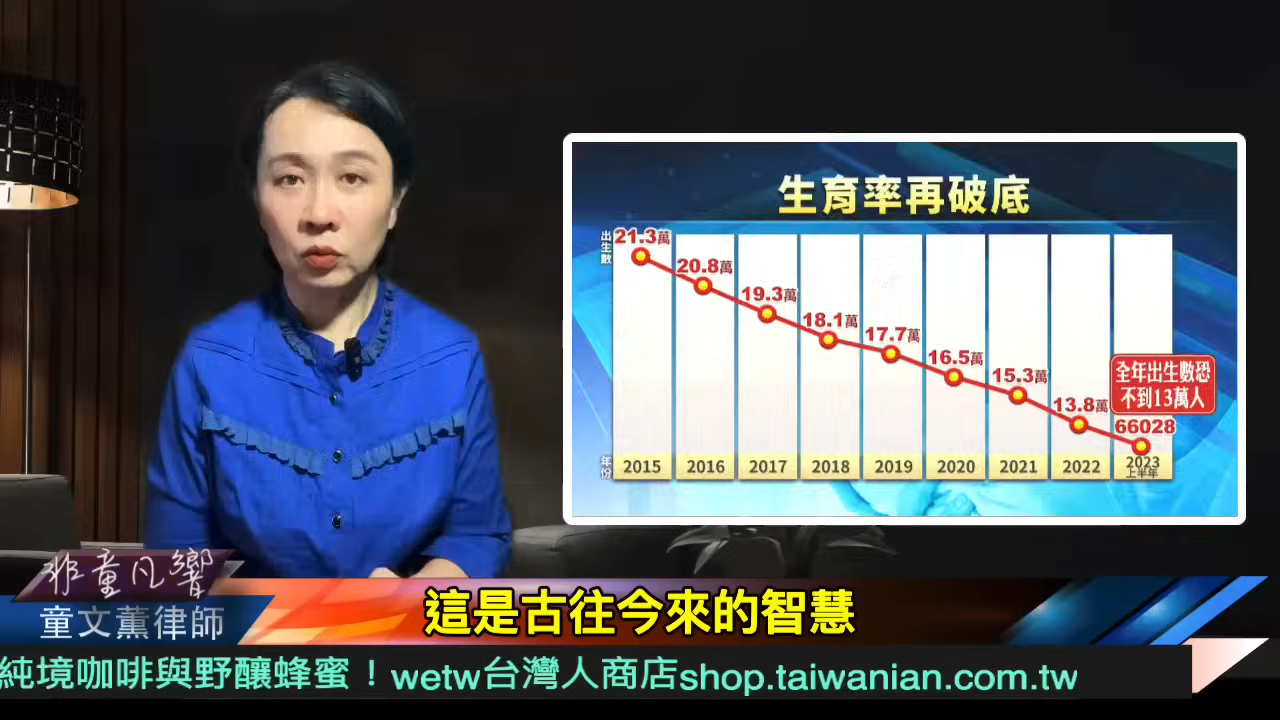 生育率再破底
出生數
21.3萬
20.8萬
19.3萬
18.1萬
17.7萬
16.5萬
15.3萬
13.8萬
全年出生數恐
不到13萬人
66028
年份
2015
2016
2017
2018
2019
2020
2021
2022
2023
上半年
非童凡響
童文薰律師
這是古往今來的智慧
純境咖啡與野釀蜂蜜！wetw台灣人商店shop.taiwanian.com.tw